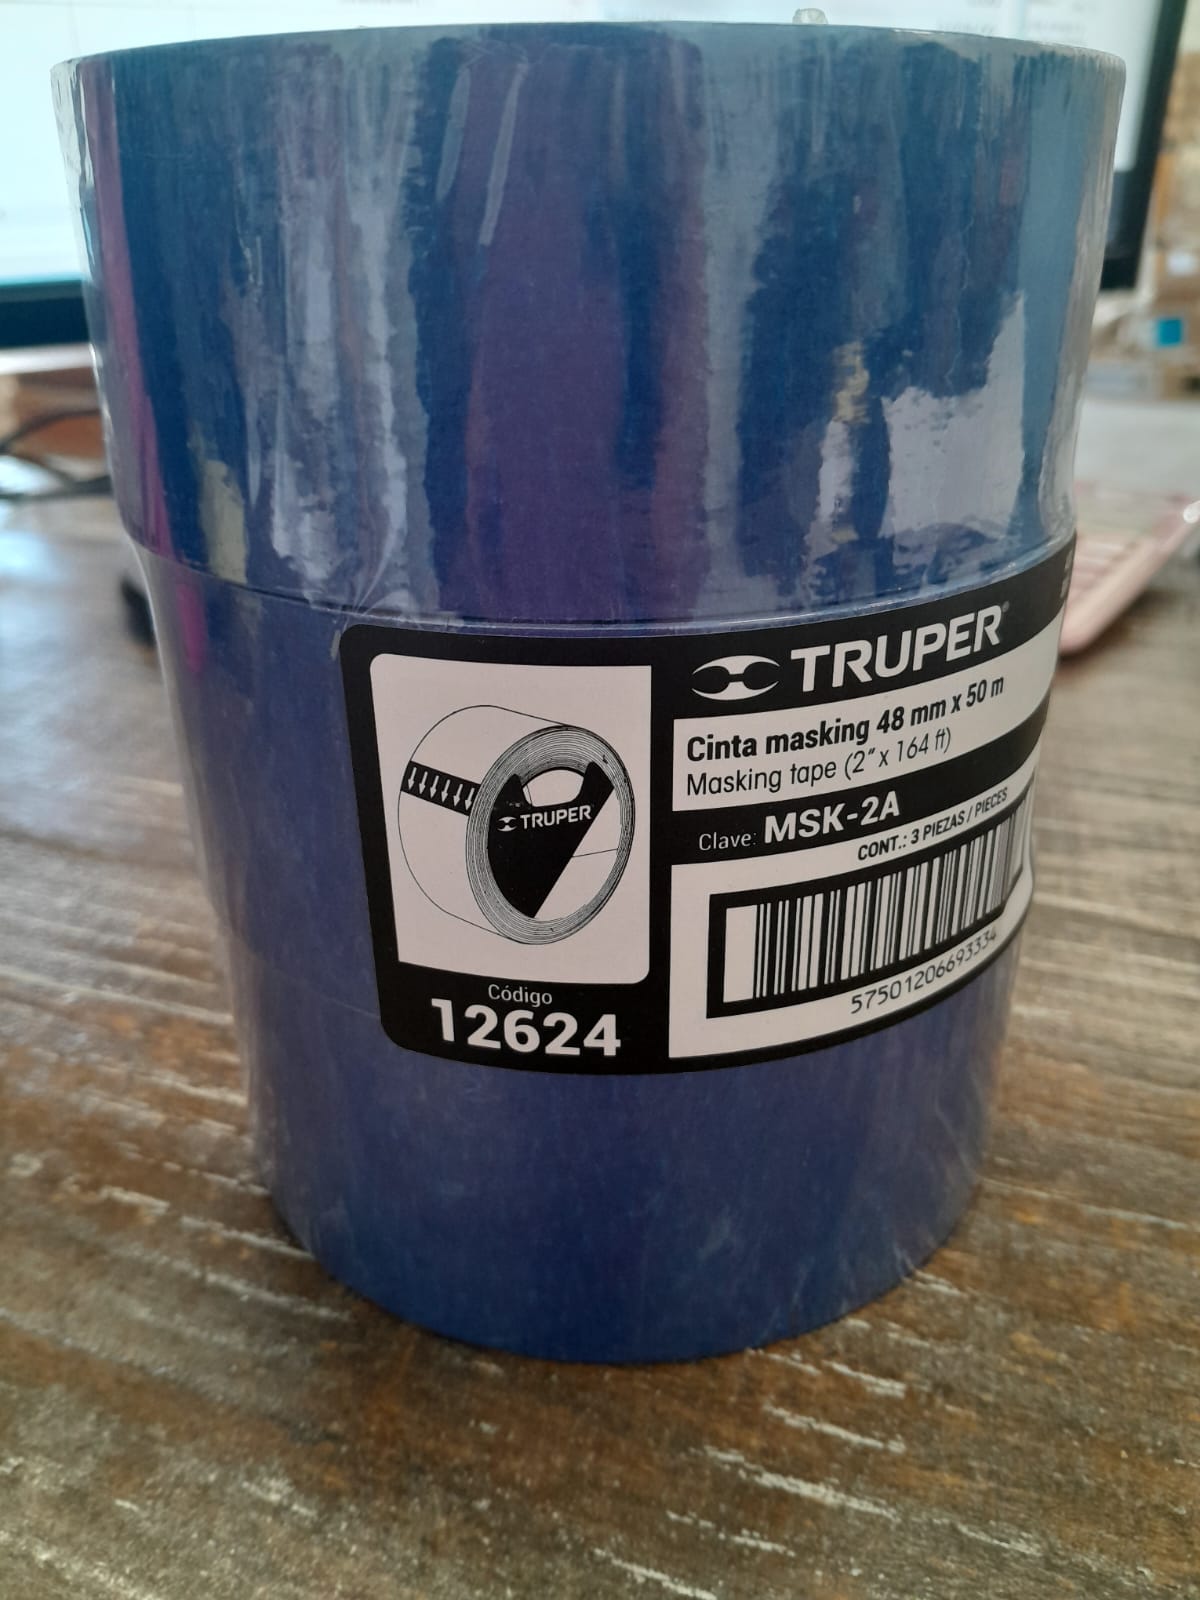 TRUPER
Cinta masking 48 mm x 50 m
Masking tape (2" x 164 ft)
Clave: MSK-2A
CONT.: 3 PIEZAS / PIECES
57501206693334
TRUPER
Código
12624